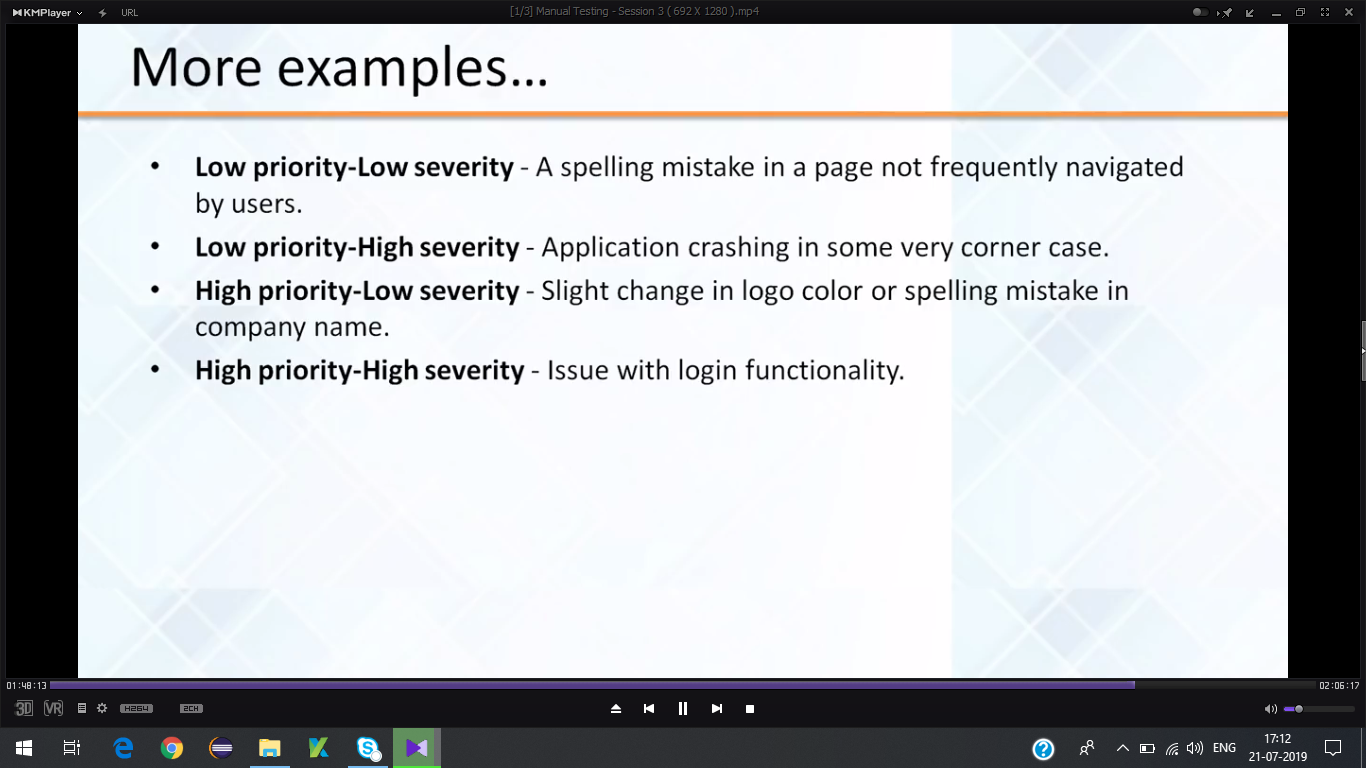 KMPlayer
URL
[1/3] Manual Testing - Session 3 ( 692 X 1280 ).mp4
More examples...
• Low priority-Low severity - A spelling mistake in a page not frequently navigated
by users.
• Low priority-High severity - Application crashing in some very corner case.
• High priority-Low severity - Slight change in logo color or spelling mistake in
company name.
• High priority-High severity - Issue with login functionality.
01:48:13
02:06:17
3D VR H264 2CH
ENG
17:12
21-07-2019